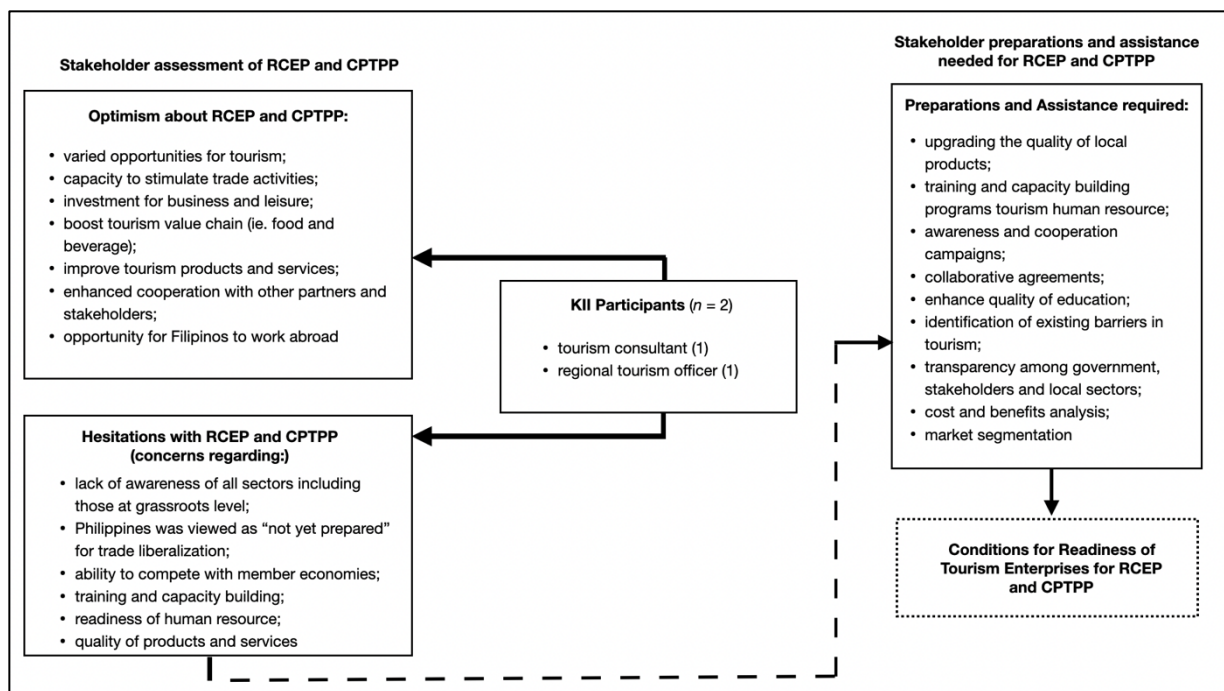 Stakeholder assessment of RCEP and CPTPP
Optimism about RCEP and CPTPP:
• varied opportunities for tourism;
• capacity to stimulate trade activities;
• investment for business and leisure;
• boost tourism value chain (ie. food and
beverage);
• improve tourism products and services;
• enhanced cooperation with other partners and
stakeholders;
• opportunity for Filipinos to work abroad
Hesitations with RCEP and CPTPP
(concerns regarding:)
• lack of awareness of all sectors including
those at grassroots level;
• Philippines was viewed as “not yet prepared”
for trade liberalization;
• ability to compete with member economies;
• training and capacity building;
• readiness of human resource;
• quality of products and services
KII Participants (n = 2)
• tourism consultant (1)
• regional tourism officer (1)
Stakeholder preparations and assistance
needed for RCEP and CPTPP
Preparations and Assistance required:
• upgrading the quality of local
products;
• training and capacity building
programs tourism human resource;
• awareness and cooperation
campaigns;
• collaborative agreements;
• enhance quality of education;
• identification of existing barriers in
tourism;
• transparency among government,
stakeholders and local sectors;
• cost and benefits analysis;
• market segmentation
Conditions for Readiness of
Tourism Enterprises for RCEP
and CPTPP